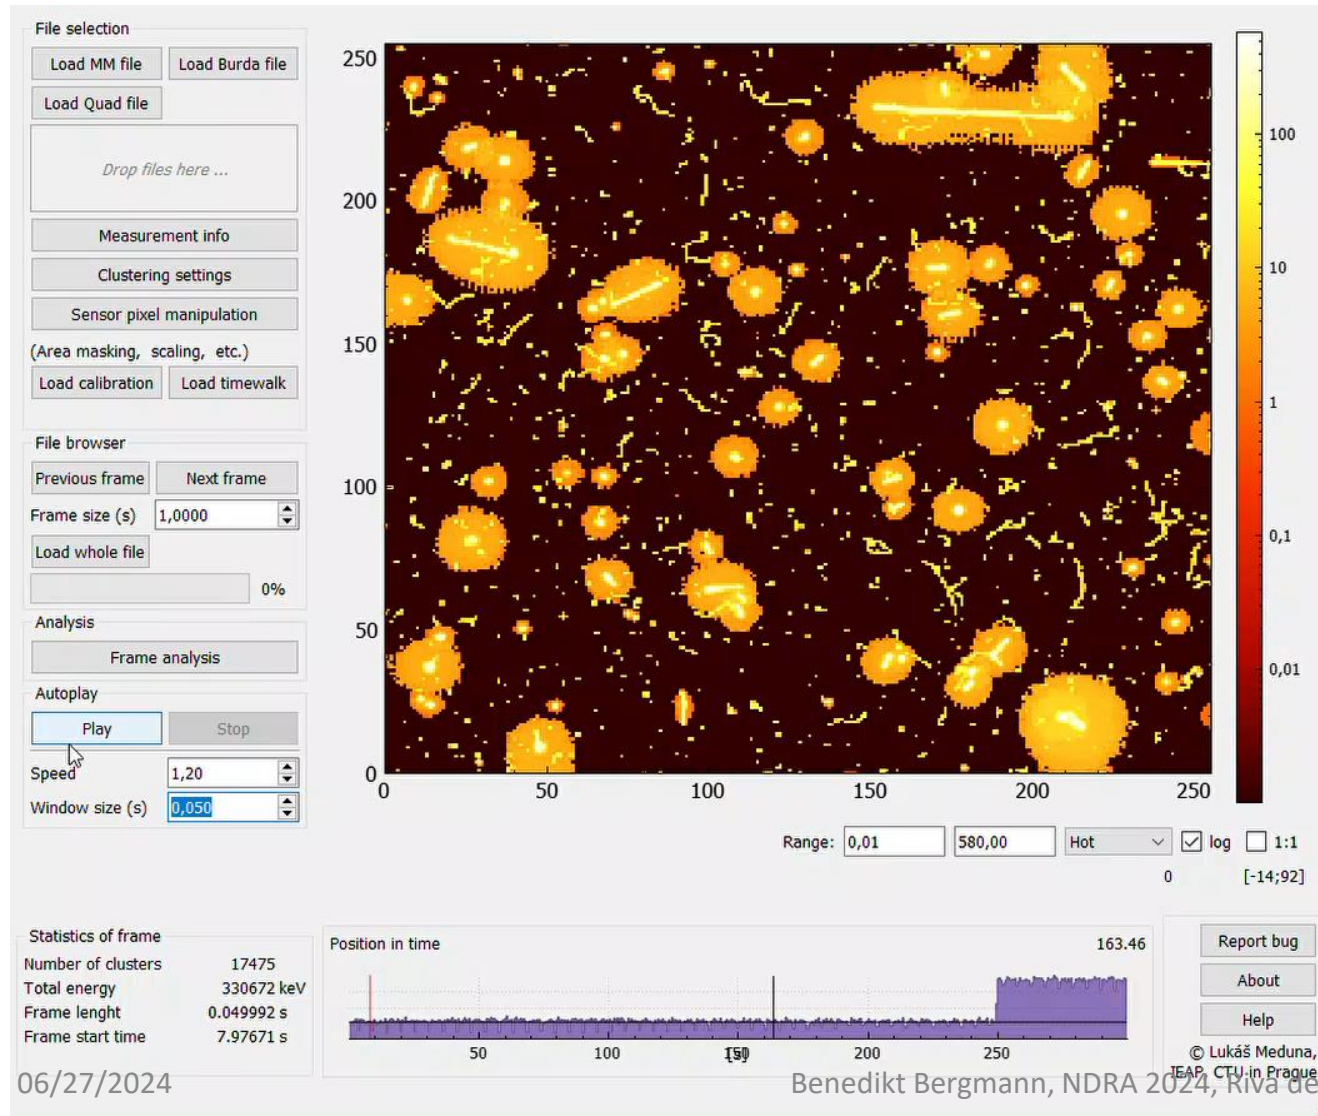 File selection
Load MM file
Load Burda file
Load Quad file
Drop files here ...
Measurement info
Clustering settings
Sensor pixel manipulation
(Area masking, scaling, etc.)
Load calibration
Load timewalk
File browser
Previous frame
Next frame
Frame size (s) 1,0000
Load whole file
0%
Analysis
Frame analysis
Autoplay
Play
Stop
Speed 1,20
Window size (s) 0,050
250
200
150
100
50
0
0 50 100 150 200 250
100
10
1
0,1
0,01
Range: 0,01 580,00 Hot log 1:1
0 [-14;92]
Statistics of frame
Number of clusters 17475
Total energy 330672 keV
Frame lenght 0.049992 s
Frame start time 7.97671 s
Position in time 163.46
50 100 150 200 250
[s]
Report bug
About
Help
© Lukáš Meduna,
IEAP, CTU in Prague
06/27/2024
Benedikt Bergmann, NDRA 2024, Riva de